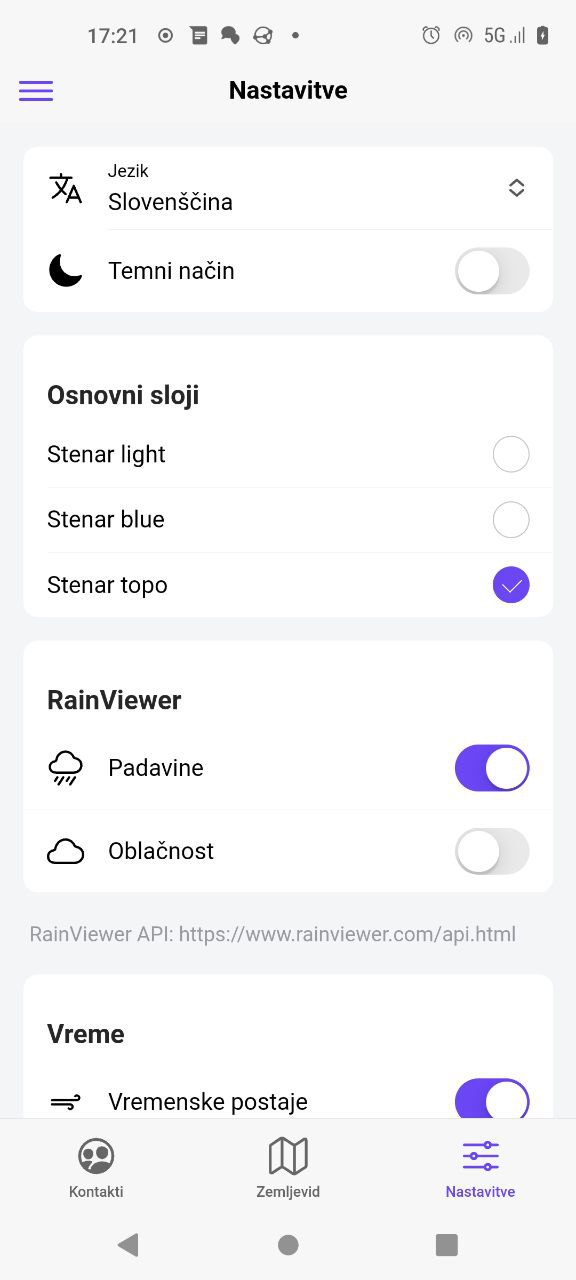 17:21
5G
Nastavitve
Jezik
Slovenščina
Temni način
Osnovni sloji
Stenar light
Stenar blue
Stenar topo
RainViewer
Padavine
Oblačnost
RainViewer API: https://www.rainviewer.com/api.html
Vreme
Vremenske postaje
Kontakti
Zemljevid
Nastavitve